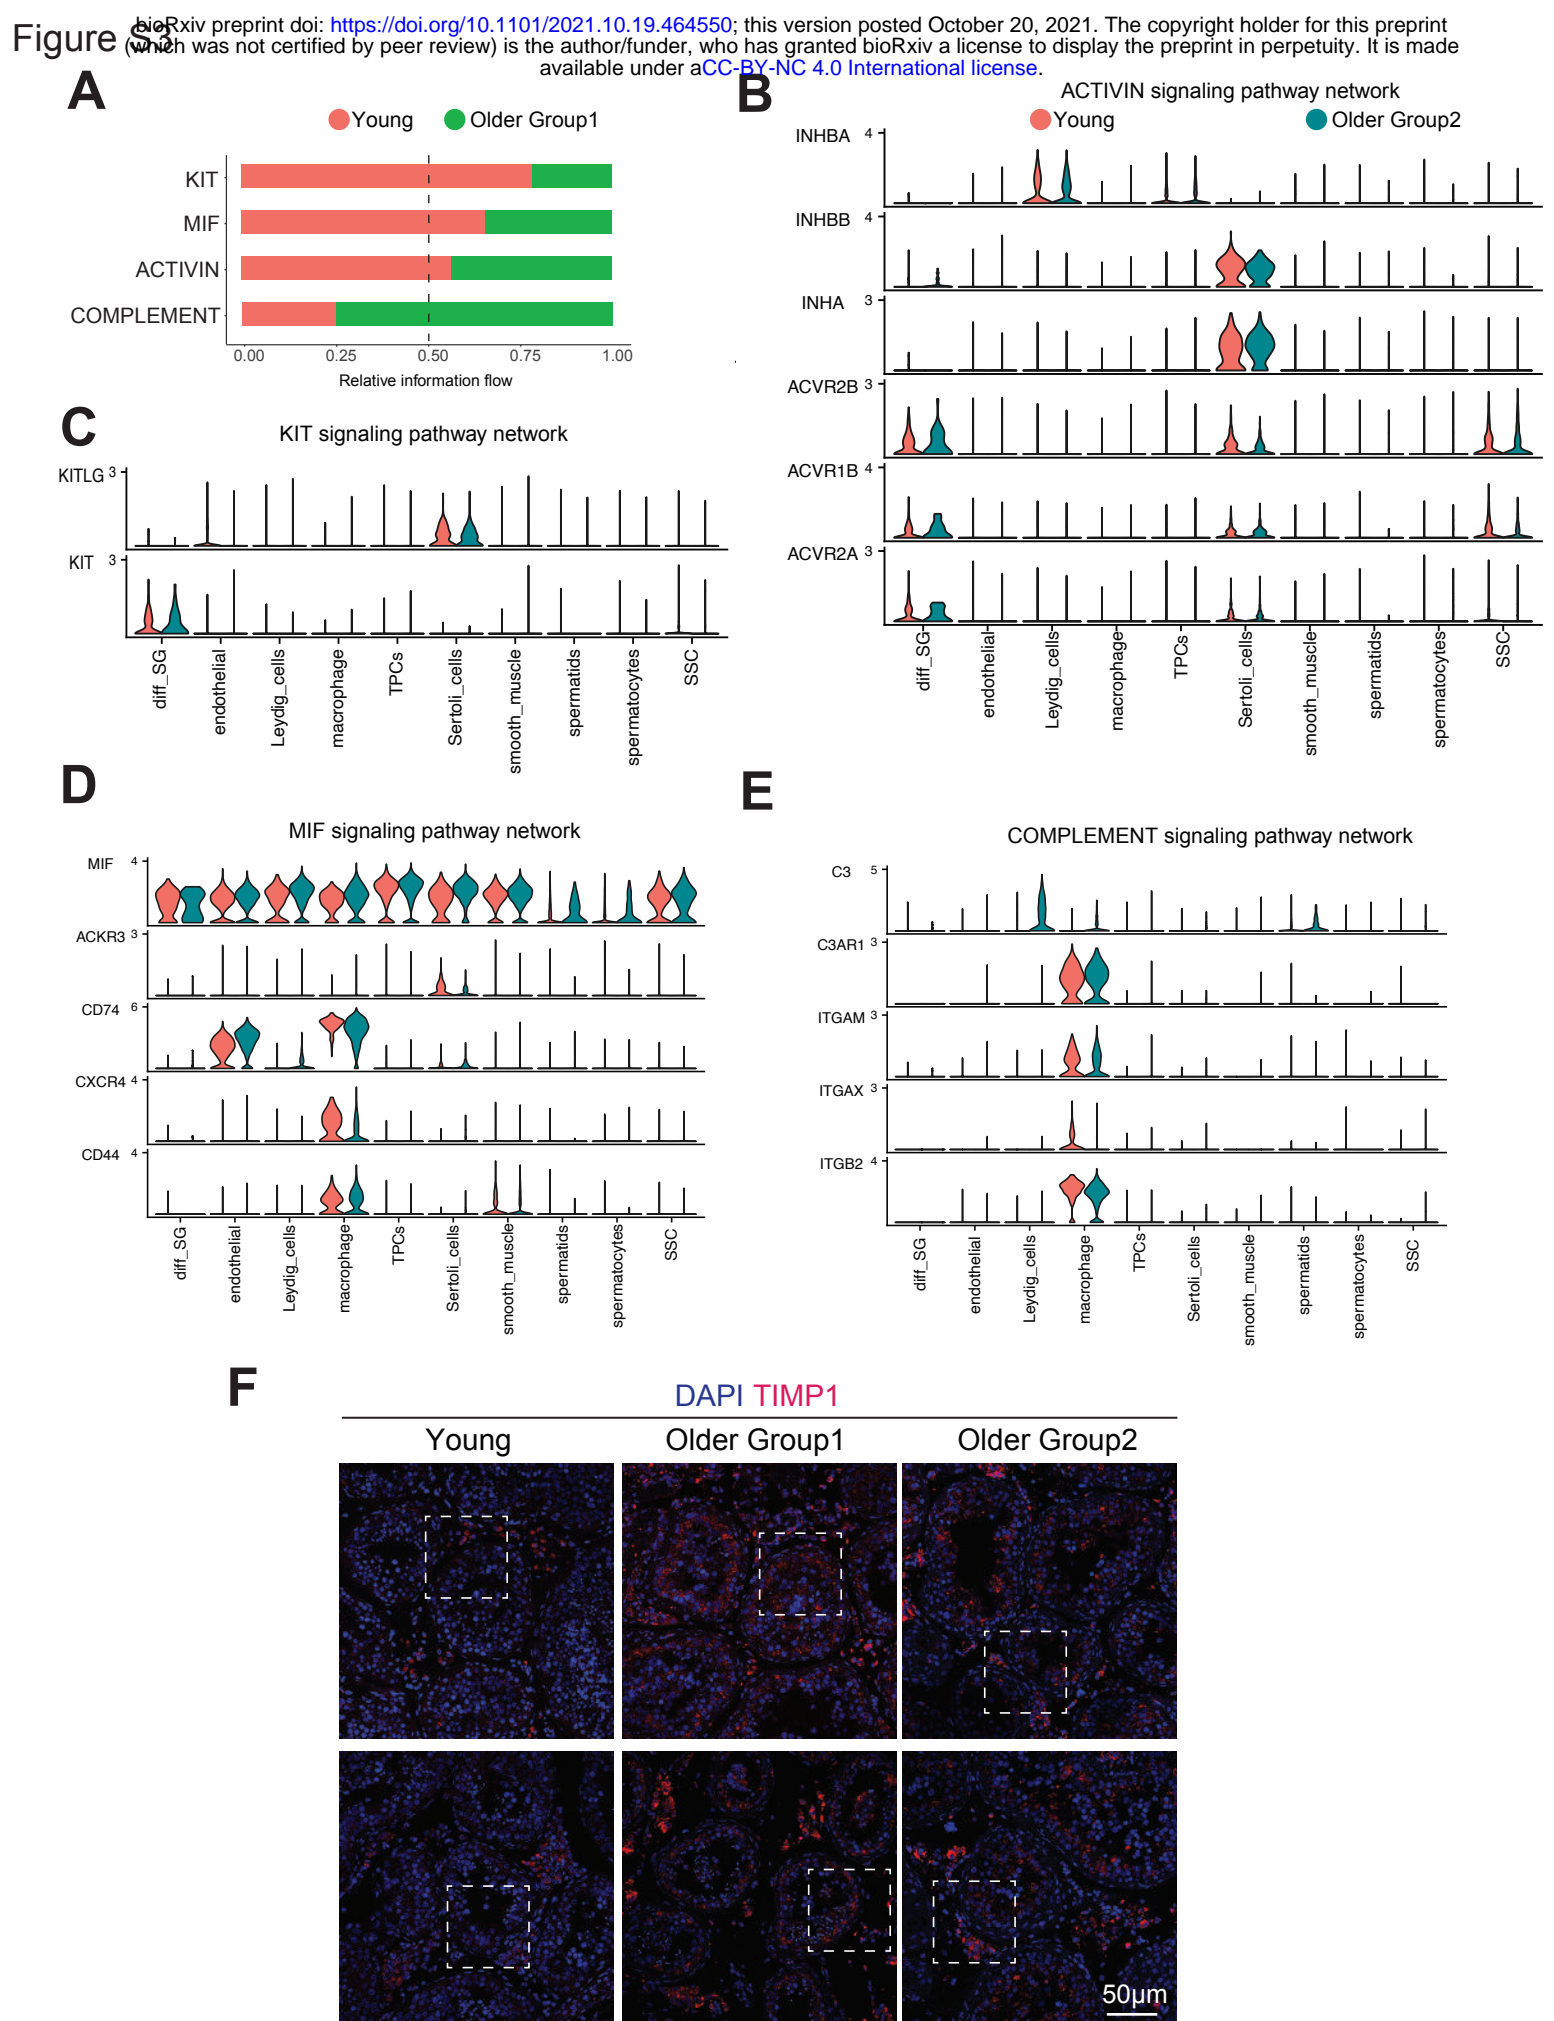 Figure S3
bioRxiv preprint doi: https://doi.org/10.1101/2021.10.19.464550; this version posted October 20, 2021. The copyright holder for this preprint
(which was not certified by peer review) is the author/funder, who has granted bioRxiv a license to display the preprint in perpetuity. It is made
available under aCC-BY-NC 4.0 International license.
A
Young
Older Group1
KIT
MIF
ACTIVIN
COMPLEMENT
0.00 0.25 0.50 0.75 1.00
Relative information flow
B
ACTIVIN signaling pathway network
Young
Older Group2
INHBA 4
INHBB 4
INHA 3
ACVR2B 3
ACVR1B 4
ACVR2A 3
diff_SG
endothelial
Leydig_cells
macrophage
TPCs
Sertoli_cells
smooth_muscle
spermatids
spermatocytes
SSC
C
KIT signaling pathway network
KITLG 3
KIT 3
diff_SG
endothelial
Leydig_cells
macrophage
TPCs
Sertoli_cells
smooth_muscle
spermatids
spermatocytes
SSC
D
MIF signaling pathway network
MIF 4
ACKR3 3
CD74 6
CXCR4 4
CD44 4
diff_SG
endothelial
Leydig_cells
macrophage
TPCs
Sertoli_cells
smooth_muscle
spermatids
spermatocytes
SSC
E
COMPLEMENT signaling pathway network
C3 5
C3AR1 3
ITGAM 3
ITGAX 3
ITGB2 4
diff_SG
endothelial
Leydig_cells
macrophage
TPCs
Sertoli_cells
smooth_muscle
spermatids
spermatocytes
SSC
F
DAPI TIMP1
Young
Older Group1
Older Group2
50μm